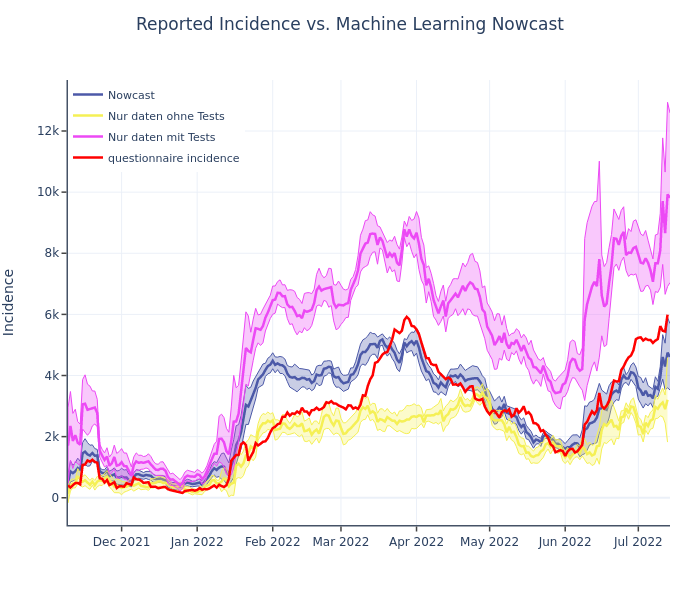 Reported Incidence vs. Machine Learning Nowcast
Nowcast
Nur daten ohne Tests
Nur daten mit Tests
questionnaire incidence
12k
10k
8k
6k
4k
2k
0
Incidence
Dec 2021
Jan 2022
Feb 2022
Mar 2022
Apr 2022
May 2022
Jun 2022
Jul 2022